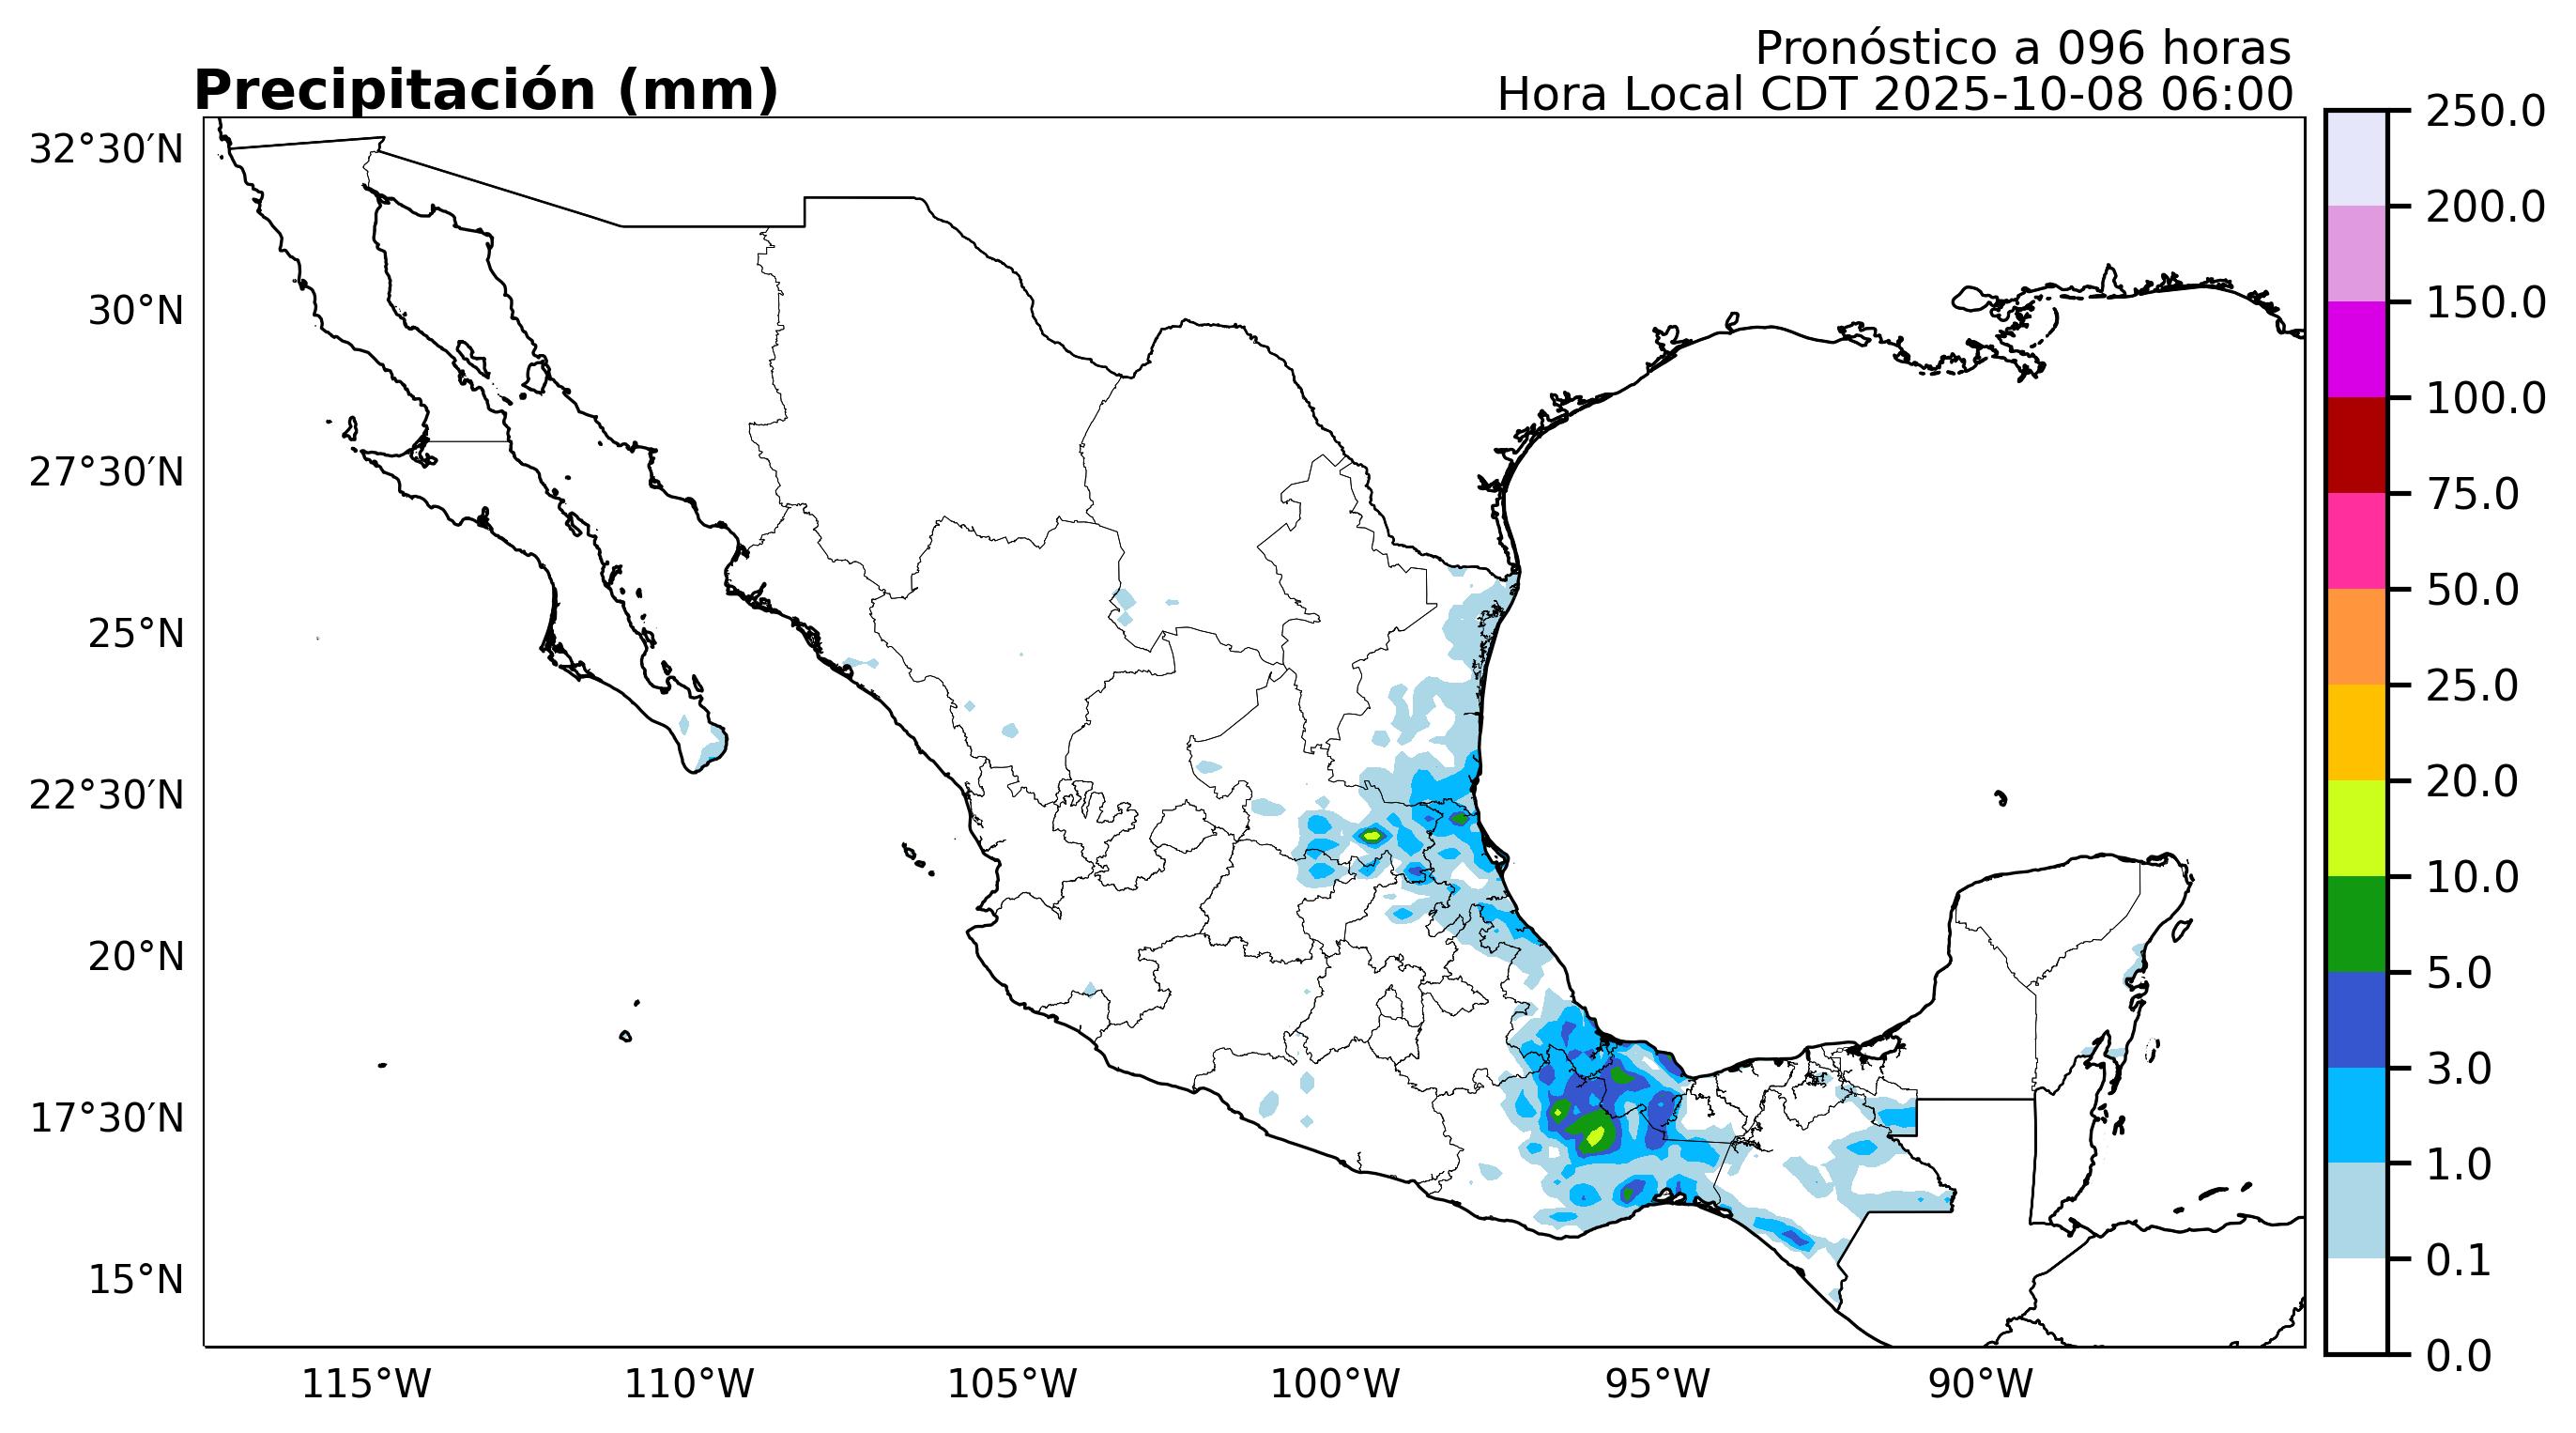 Pronóstico a 096 horas
Precipitación (mm)
Hora Local CDT 2025-10-08 06:00
32°30′N
30°N
27°30′N
25°N
22°30′N
20°N
17°30′N
15°N
115°W
110°W
105°W
100°W
95°W
90°W
250.0
200.0
150.0
100.0
75.0
50.0
25.0
20.0
10.0
5.0
3.0
1.0
0.1
0.0